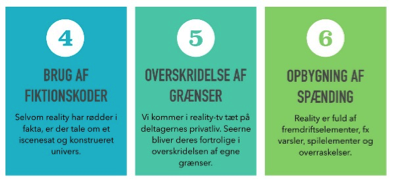 4
BRUG AF
FIKTIONSKODER
Selvom reality har rødder i
fakta, er der tale om et
iscenesat og konstrueret
univers.
5
OVERSKRIDELSE AF
GRÆNSER
Vi kommer i reality-tv tæt på
deltagernes privatliv. Seerne
bliver deres fortrolige i
overskridelsen af egne
grænser.
6
OPBYGNING AF
SPÆNDING
Reality er fuld af
fremdriftselementer, fx
varsler, spilelementer og
overraskelser.